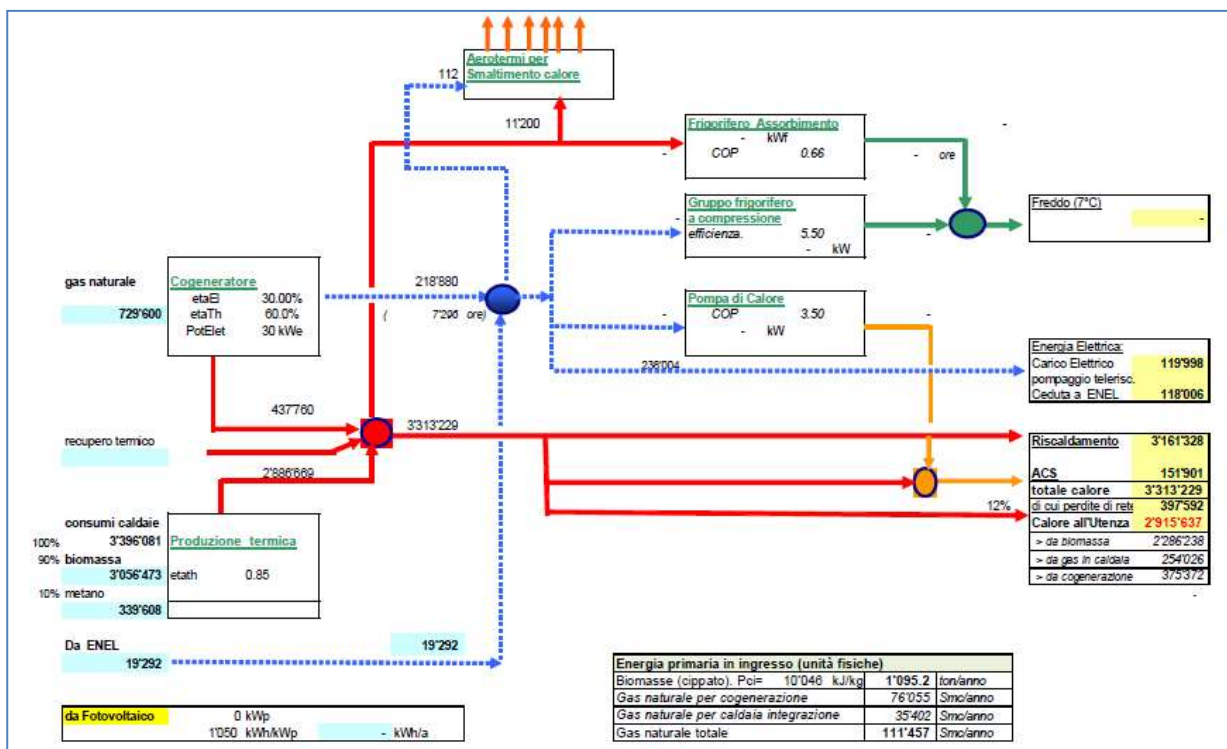 Aerotermi per
Smaltimento calore
112
11'200
Frigorifero Assorbimento
- kWf
COP 0.66
-
- ore
-
Gruppo frigorifero
a compressione
efficienza. 5.50
- kW
-
-
Freddo (7°C)
-
gas naturale
729'600
Cogeneratore
etaEl 30.00%
etaTh 60.0%
PotElet 30 kWe
218'880
( 7'296 ore)
Pompa di Calore
COP 3.50
- kW
-
-
238'004
Energia Elettrica:
Carico Elettrico 119'998
pompaggio telerisc.
Ceduta a ENEL 118'006
437'760
recupero termico
3'313'229
2'886'669
12%
Riscaldamento 3'161'328
ACS 151'901
totale calore 3'313'229
di cui perdite di rete 397'592
Calore all'Utenza 2'915'637
> da biomassa 2'286'238
> da gas in caldaia 254'026
> da cogenerazione 375'372
-
consumi caldaie
100% 3'396'081
90% biomassa
3'056'473
10% metano
339'608
Produzione termica
etath 0.85
Da ENEL
19'292
19'292
da Fotovoltaico 0 kWp
1'050 kWh/kWp - kWh/a
Energia primaria in ingresso (unità fisiche)
Biomasse (cippato). Pci= 10'046 kJ/kg 1'095.2 ton/anno
Gas naturale per cogenerazione 76'055 Smc/anno
Gas naturale per caldaia integrazione 35'402 Smc/anno
Gas naturale totale 111'457 Smc/anno